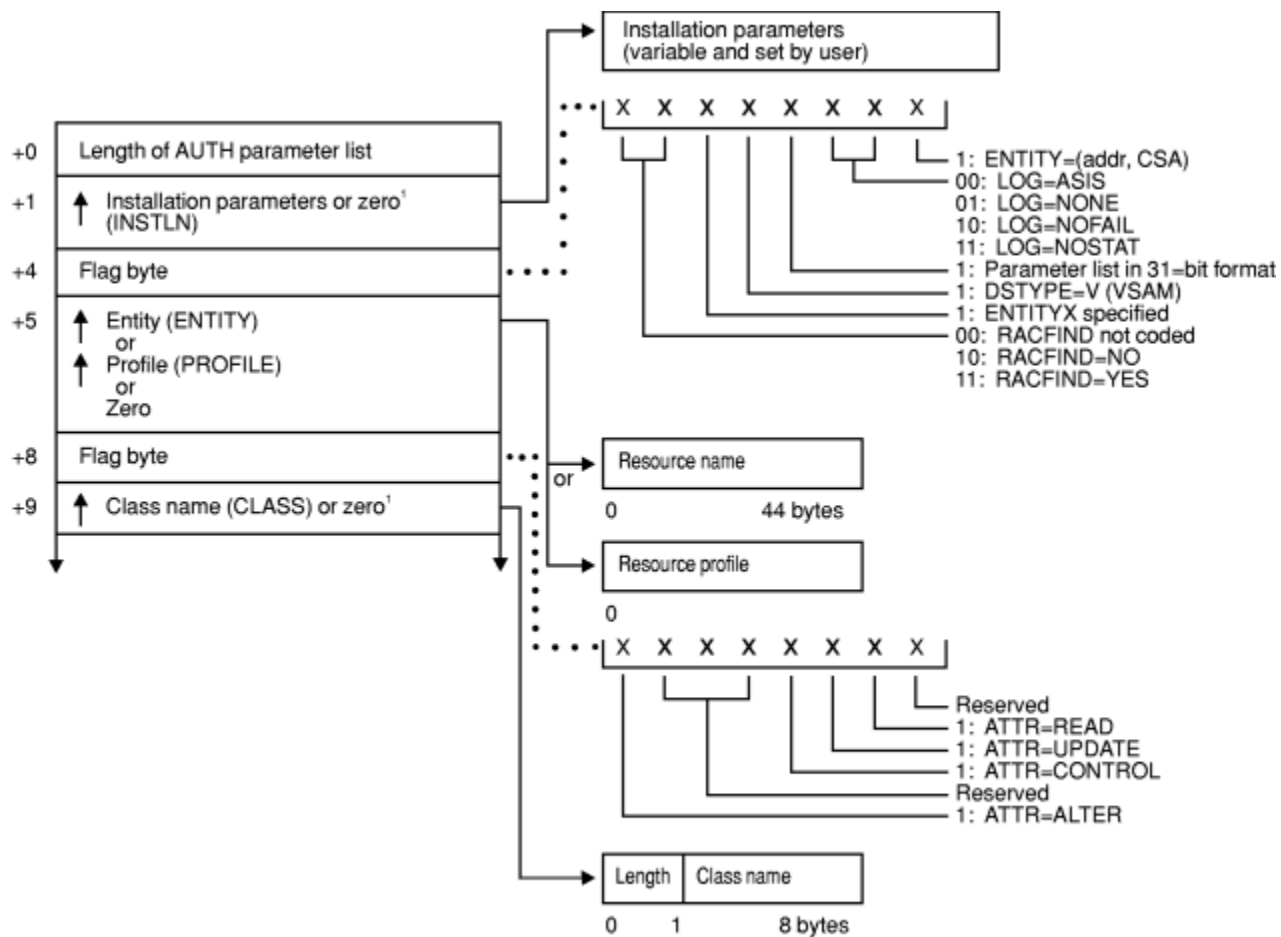 Installation parameters
(variable and set by user)
X X X X X X X X
+0 Length of AUTH parameter list
+1 Installation parameters or zero¹
(INSTLN)
+4 Flag byte
+5 Entity (ENTITY)
or
Profile (PROFILE)
or
Zero
+8 Flag byte
+9 Class name (CLASS) or zero¹
1: ENTITY=(addr, CSA)
00: LOG=ASIS
01: LOG=NONE
10: LOG=NOFAIL
11: LOG=NOSTAT
1: Parameter list in 31=bit format
1: DSTYPE=V (VSAM)
1: ENTITYX specified
00: RACFIND not coded
10: RACFIND=NO
11: RACFIND=YES
or
Resource name
0 44 bytes
Resource profile
0
X X X X X X X X
Reserved
1: ATTR=READ
1: ATTR=UPDATE
1: ATTR=CONTROL
Reserved
1: ATTR=ALTER
Length Class name
0 1 8 bytes